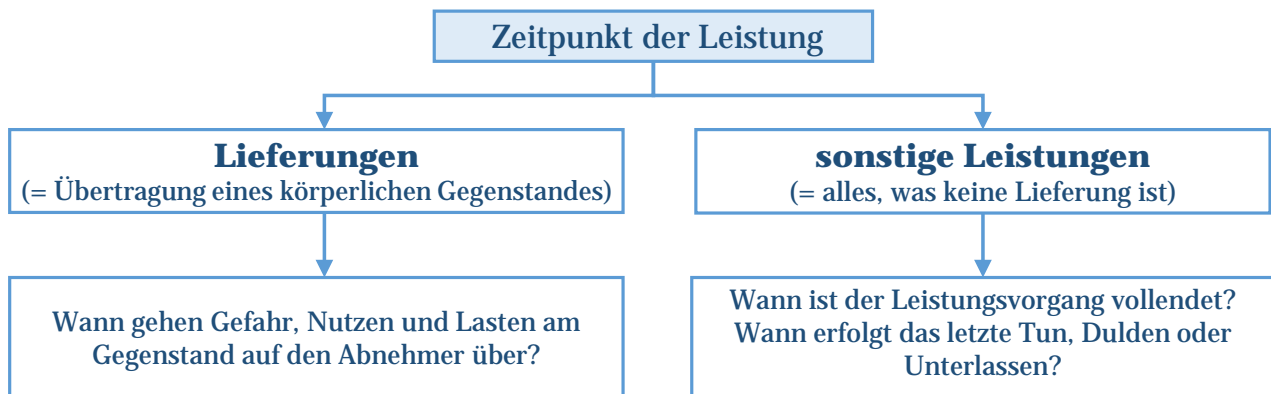 Zeitpunkt der Leistung
Lieferungen
(= Übertragung eines körperlichen Gegenstandes)
sonstige Leistungen
(= alles, was keine Lieferung ist)
Wann gehen Gefahr, Nutzen und Lasten am
Gegenstand auf den Abnehmer über?
Wann ist der Leistungsvorgang vollendet?
Wann erfolgt das letzte Tun, Dulden oder
Unterlassen?